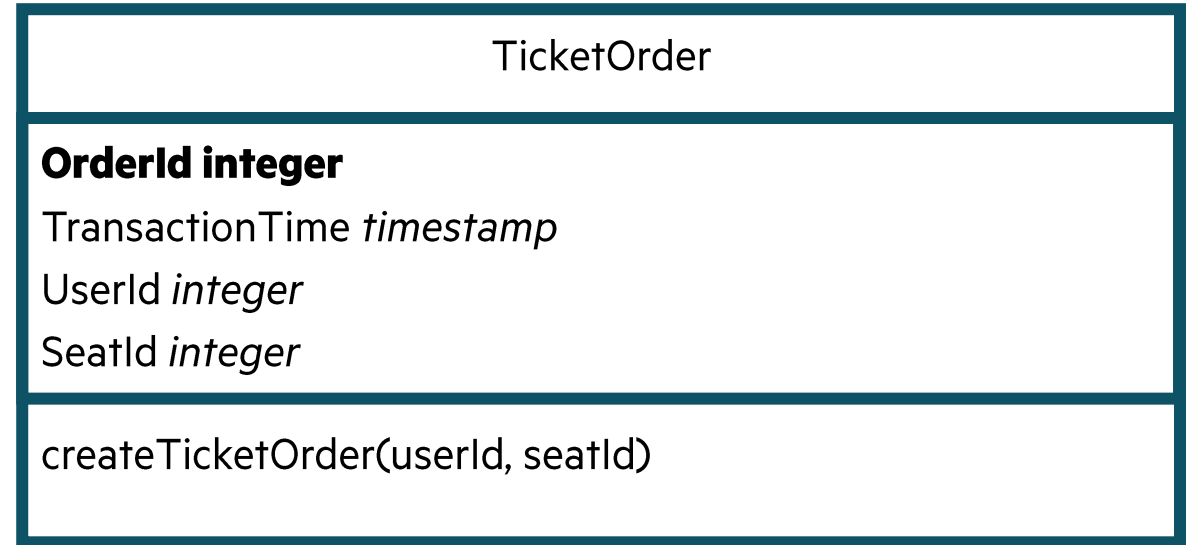 TicketOrder
OrderId integer
TransactionTime timestamp
UserId integer
SeatId integer
createTicketOrder(userId, seatId)